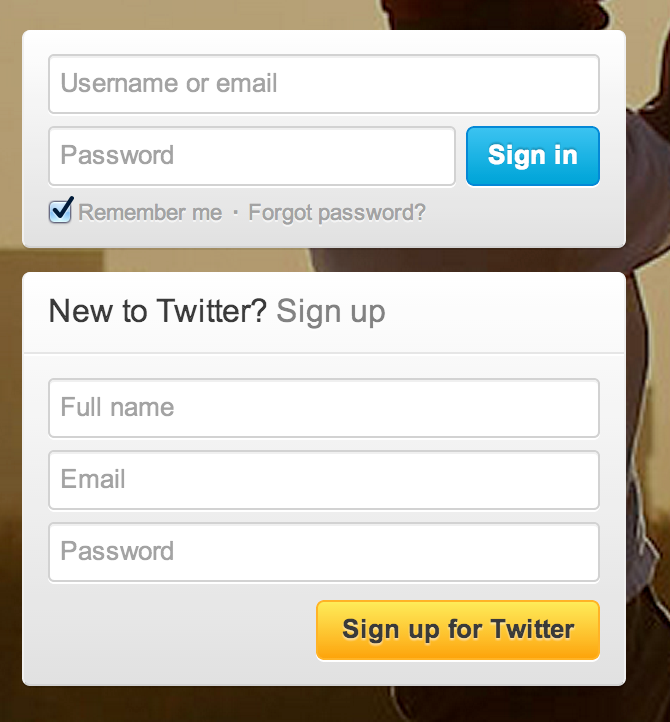 Username or email
Password
Sign in
Remember me · Forgot password?
New to Twitter? Sign up
Full name
Email
Password
Sign up for Twitter